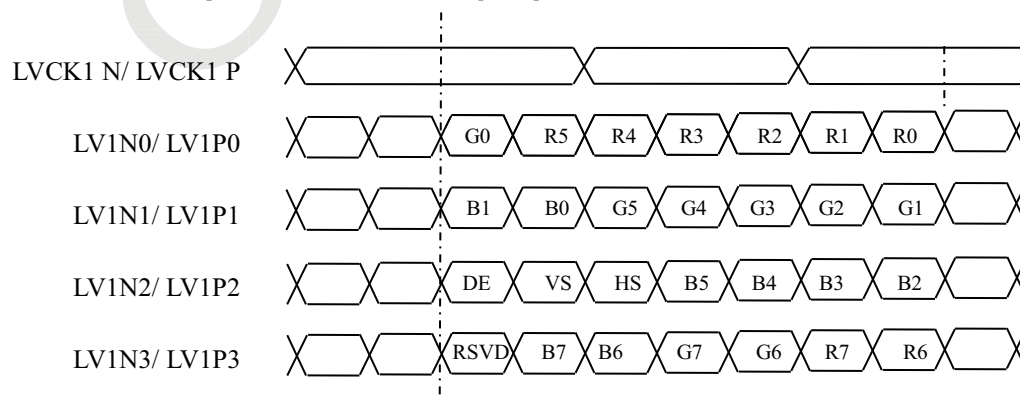 LVCK1 N/ LVCK1 P
LV1N0/ LV1P0 G0 R5 R4 R3 R2 R1 R0
LV1N1/ LV1P1 B1 B0 G5 G4 G3 G2 G1
LV1N2/ LV1P2 DE VS HS B5 B4 B3 B2
LV1N3/ LV1P3 RSVD B7 B6 G7 G6 R7 R6